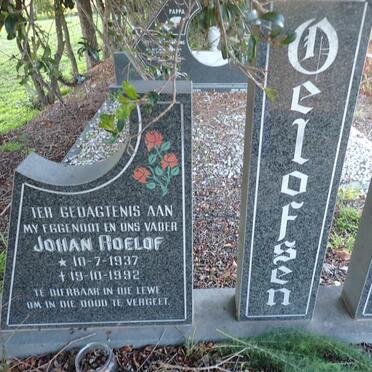 PAPPA
TER GEDAGTENIS AAN
MY EGGENOOT EN ONS VADER
JOHAN ROELOF
* 10-7-1937
†19-10-1992
TE DIERBAAR IN DIE LEWE
OM IN DIE DOOD TE VERGEET.
Oelofsen